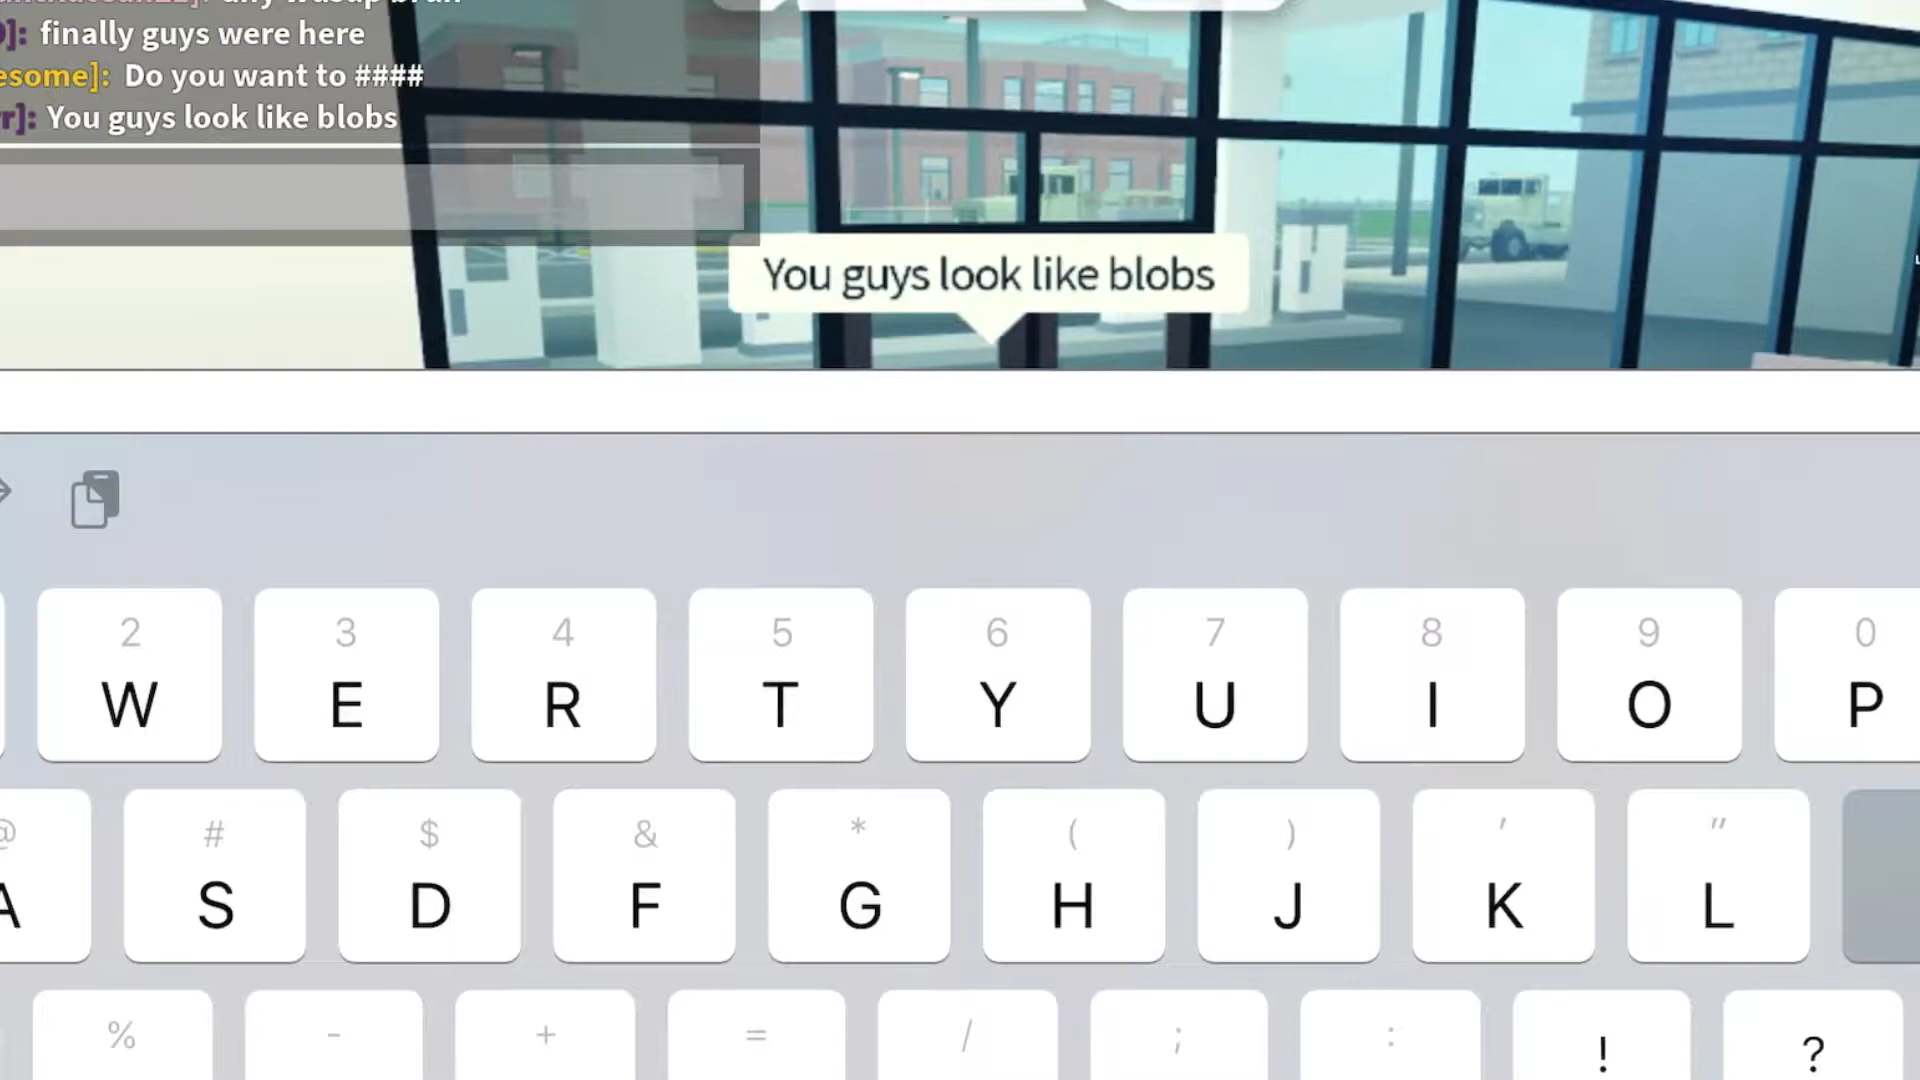 finally guys were here
esome]: Do you want to ####
r]: You guys look like blobs
You guys look like blobs
2 3 4 5 6 7 8 9 0
W E R T Y U I O P
@ # $ & * ( ) ' "
A S D F G H J K L
% - + = / ; : ! ?